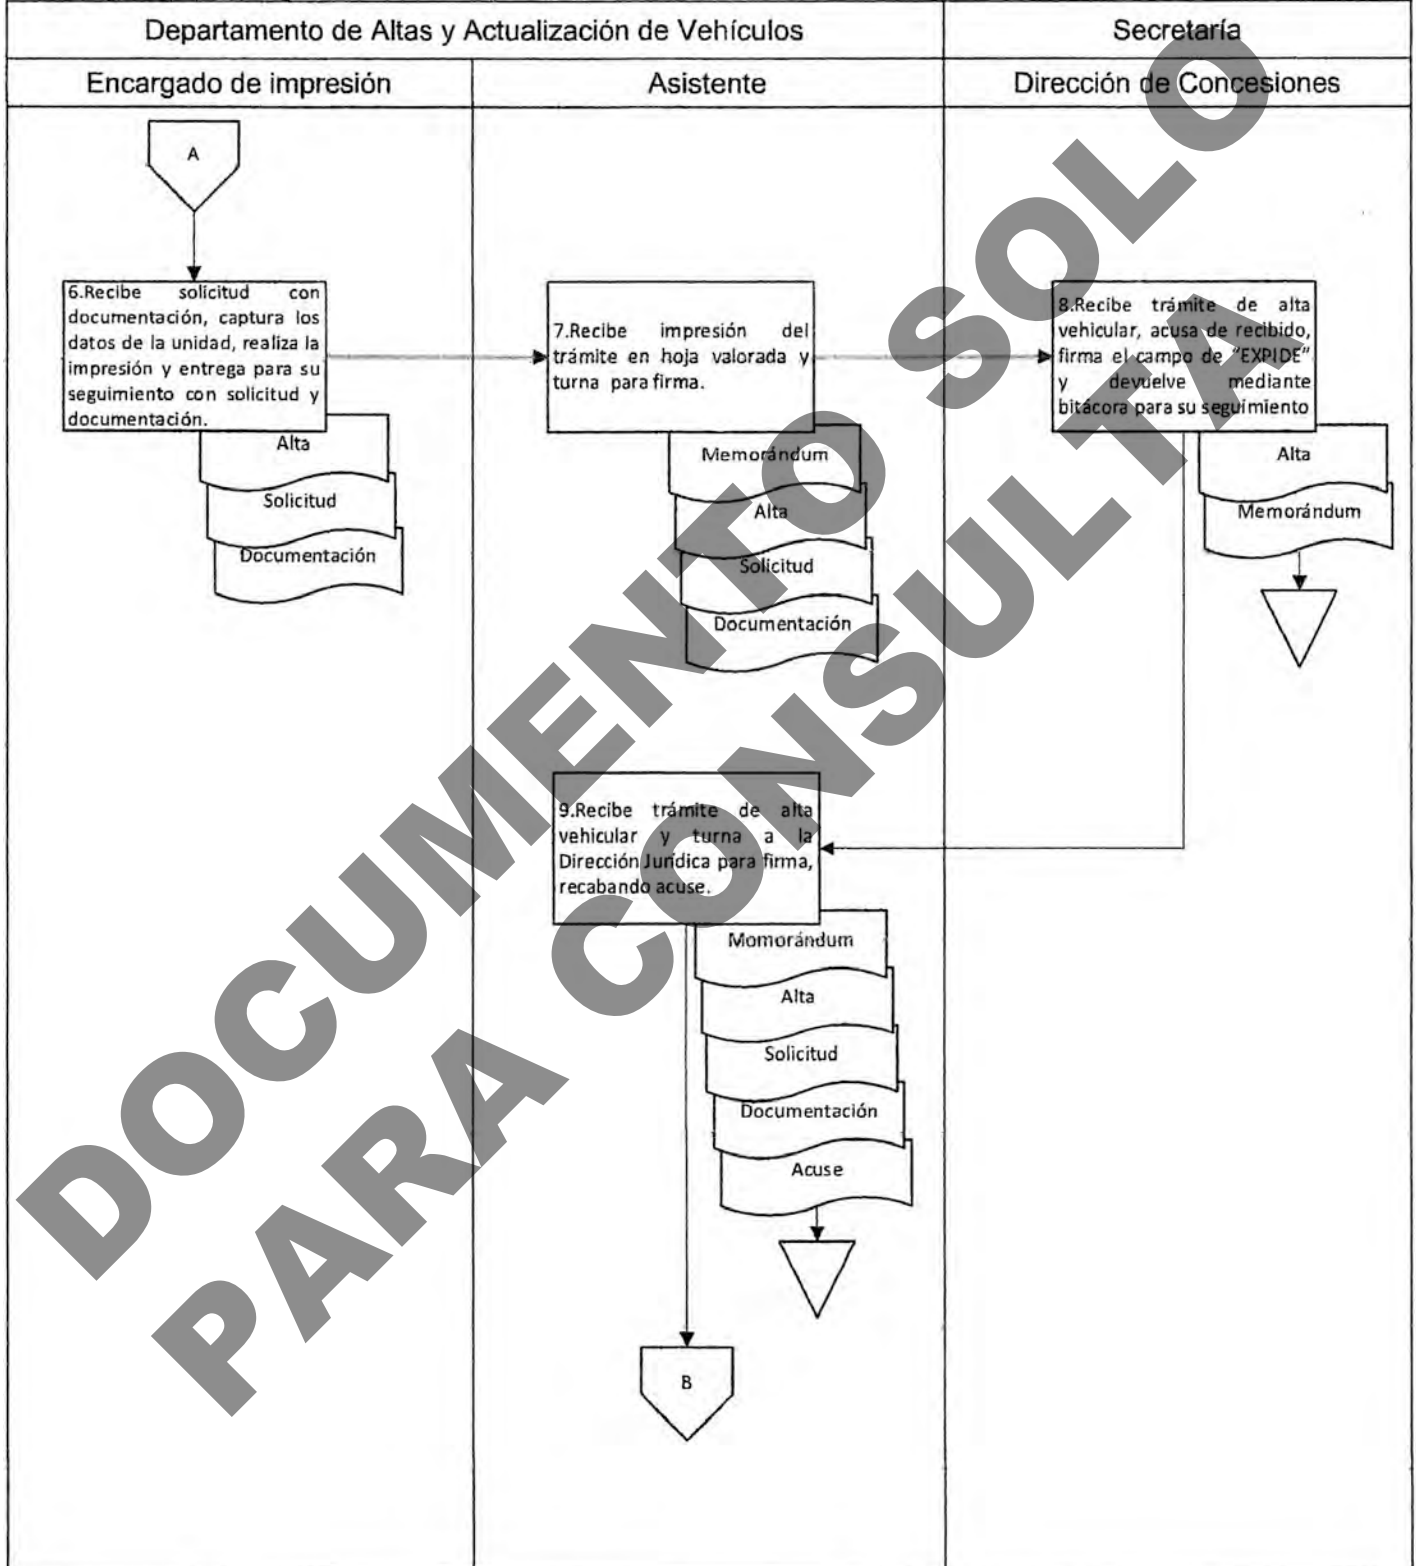 Departamento de Altas y Actualización de Vehículos
Secretaría
Encargado de impresión
Asistente
Dirección de Concesiones
A
6.Recibe solicitud con
documentación, captura los
datos de la unidad, realiza la
impresión y entrega para su
seguimiento con solicitud y
documentación.
Alta
Solicitud
Documentación
7.Recibe impresión del
trámite en hoja valorada y
turna para firma.
Memorándum
Alta
Solicitud
Documentación
8.Recibe trámite de alta
vehicular, acusa de recibido,
firma el campo de “EXPIDE”
y devuelve mediante
bitácora para su seguimiento
Alta
Memorándum
9.Recibe trámite de alta
vehicular y turna a la
Dirección Jurídica para firma,
recabando acuse.
Momorándum
Alta
Solicitud
Documentación
Acuse
B
DOCUMENTO SOLO
PARA CONSULTA